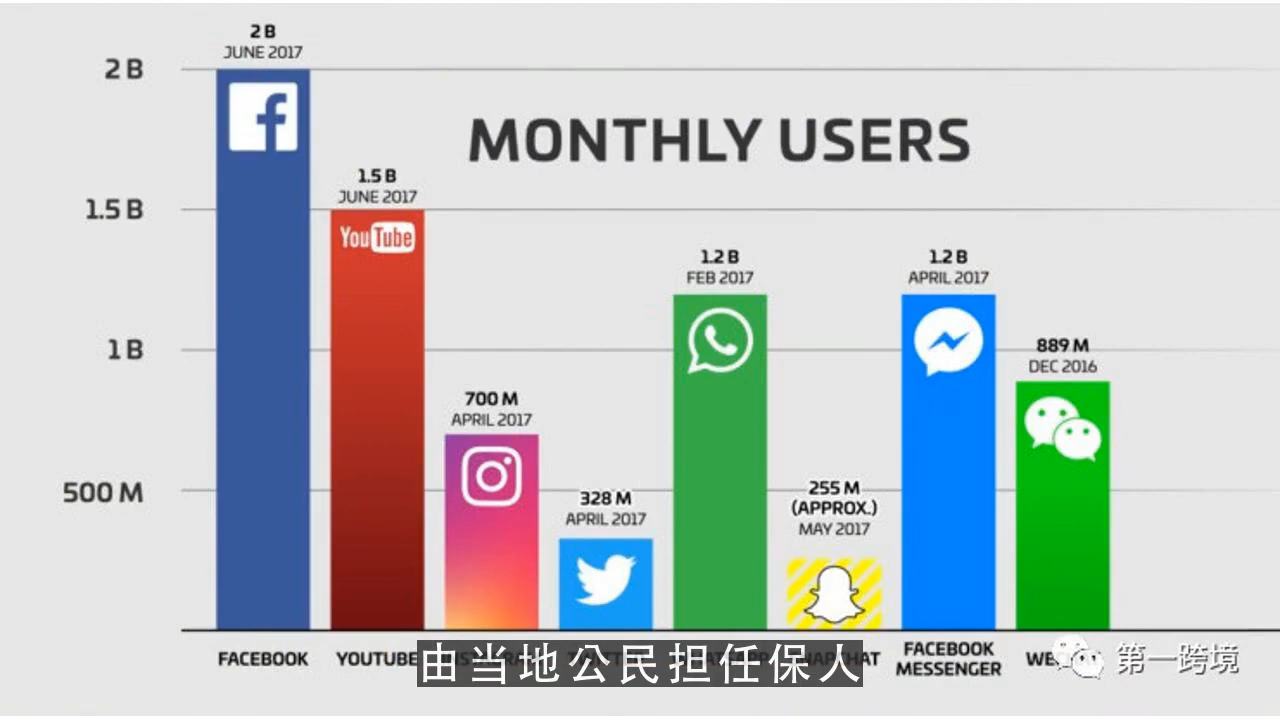 2 B
JUNE 2017
2 B
MONTHLY USERS
1.5 B
JUNE 2017
1.5 B
YouTube
1.2 B
FEB 2017
1.2 B
APRIL 2017
1 B
889 M
DEC 2016
700 M
APRIL 2017
500 M
328 M
APRIL 2017
255 M
(APPROX.)
MAY 2017
FACEBOOK
YOUTUBE
FACEBOOK
MESSENGER
第一跨境
由当地公民担任保人